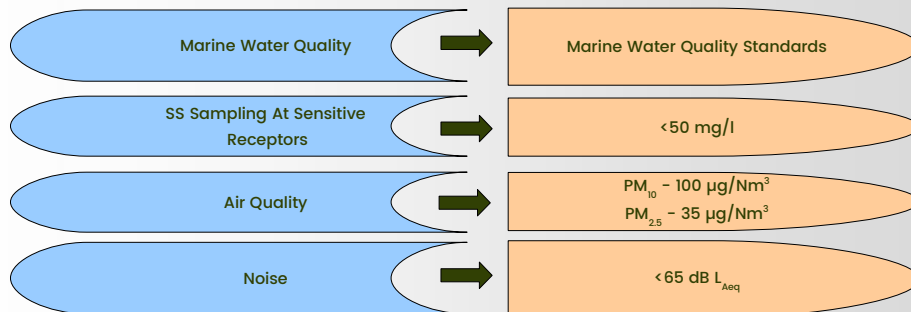 Marine Water Quality
Marine Water Quality Standards
SS Sampling At Sensitive
Receptors
<50 mg/l
Air Quality
PM₁₀ - 100 µg/Nm³
PM₂.₅ - 35 µg/Nm³
Noise
<65 dB L_Aeq